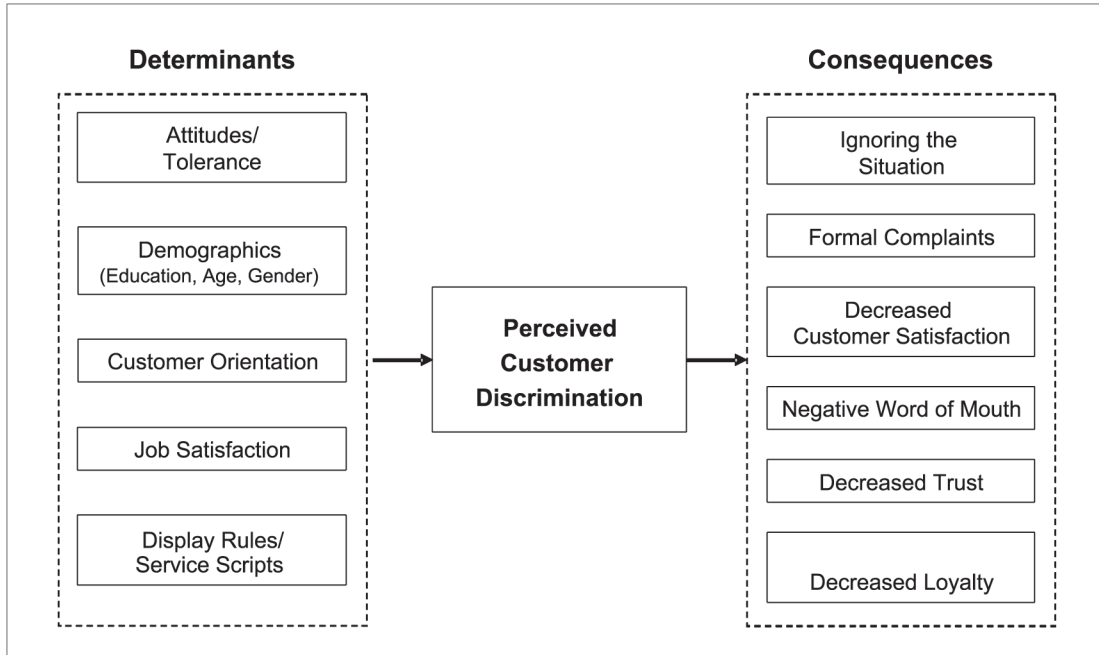 Determinants
Attitudes/
Tolerance
Demographics
(Education, Age, Gender)
Customer Orientation
Job Satisfaction
Display Rules/
Service Scripts
Perceived
Customer
Discrimination
Consequences
Ignoring the
Situation
Formal Complaints
Decreased
Customer Satisfaction
Negative Word of Mouth
Decreased Trust
Decreased Loyalty